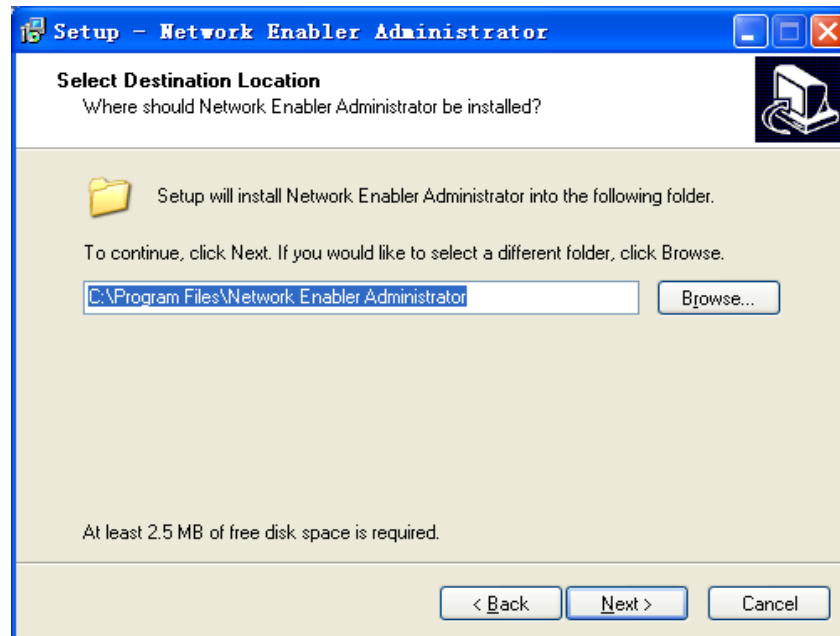 Setup - Network Enabler Administrator
Select Destination Location
Where should Network Enabler Administrator be installed?
Setup will install Network Enabler Administrator into the following folder.
To continue, click Next. If you would like to select a different folder, click Browse.
C:\Program Files\Network Enabler Administrator
Browse...
At least 2.5 MB of free disk space is required.
< Back
Next >
Cancel